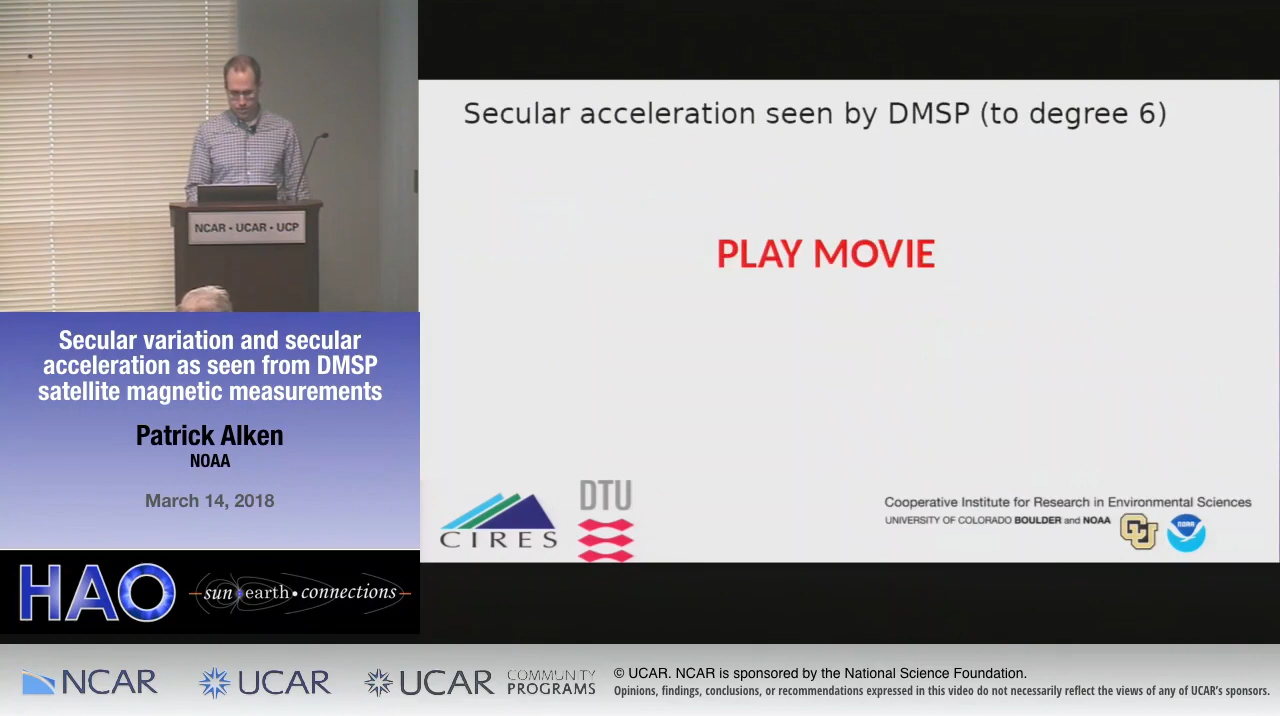 Secular acceleration seen by DMSP (to degree 6)
PLAY MOVIE
NCAR • UCAR • UCP
Secular variation and secular
acceleration as seen from DMSP
satellite magnetic measurements
Patrick Alken
NOAA
March 14, 2018
HAO
sun•earth•connections
CIRES
DTU
Cooperative Institute for Research in Environmental Sciences
UNIVERSITY OF COLORADO BOULDER and NOAA
CU
NOAA
NCAR
UCAR
UCAR
COMMUNITY
PROGRAMS
© UCAR. NCAR is sponsored by the National Science Foundation.
Opinions, findings, conclusions, or recommendations expressed in this video do not necessarily reflect the views of any of UCAR's sponsors.